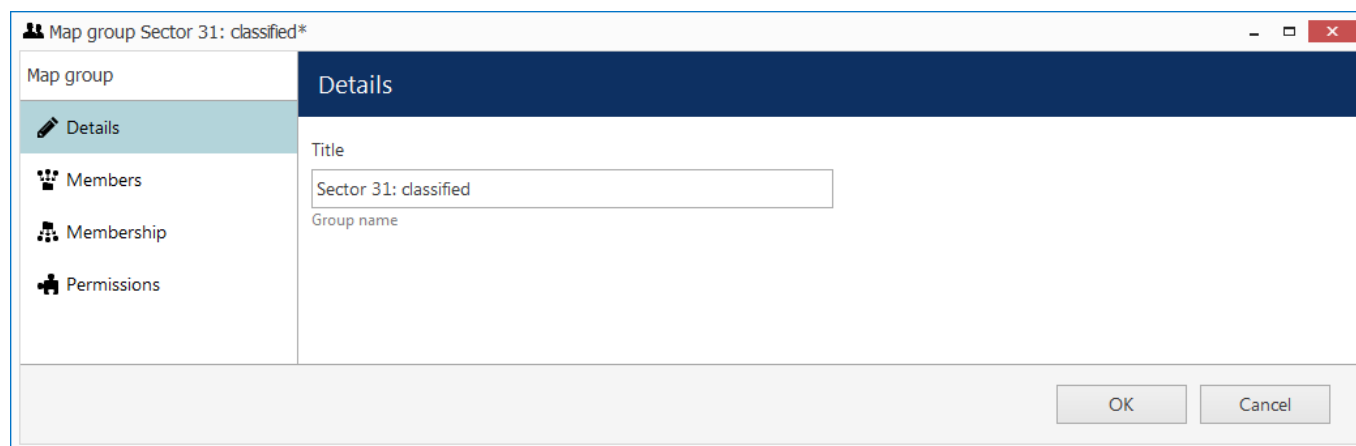 Map group Sector 31: classified*
Map group
Details
Details
Members
Membership
Permissions
Title
Sector 31: classified
Group name
OK
Cancel